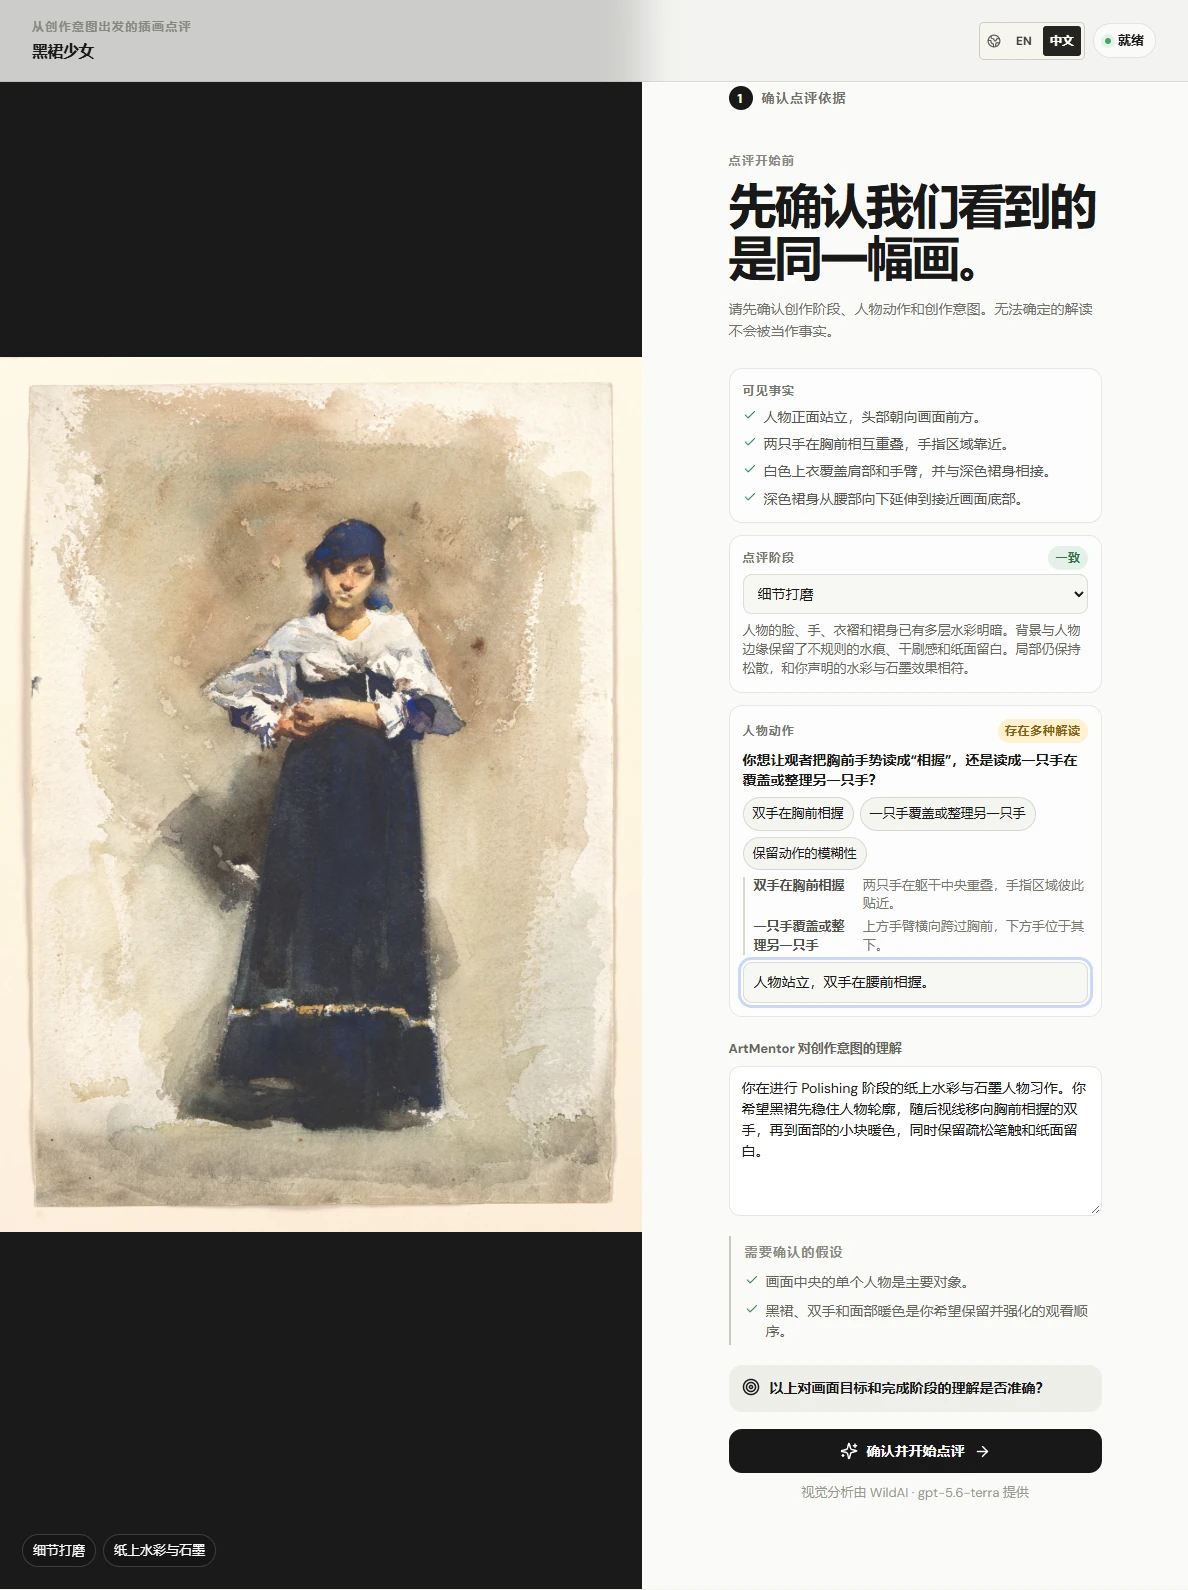 从创作意图出发的插画点评
黑裙少女
EN 中文 就绪
1 确认点评依据
点评开始前
先确认我们看到的
是同一幅画。
请先确认创作阶段、人物动作和创作意图。无法确定的解读
不会被当作事实。
可见事实
人物正面站立，头部朝向画面前方。
两只手在胸前相互重叠，手指区域靠近。
白色上衣覆盖肩部和手臂，并与深色裙身相接。
深色裙身从腰部向下延伸到接近画面底部。
点评阶段 一致
细节打磨
人物的脸、手、衣褶和裙身已有多层水彩明暗。背景与人物
边缘保留了不规则的水痕、干刷感和纸面留白。局部仍保持
松散，和你声明的水彩与石墨效果相符。
人物动作 存在多种解读
你想让观者把胸前手势读成“相握”，还是读成一只手在
覆盖或整理另一只手？
双手在胸前相握 一只手覆盖或整理另一只手
保留动作的模糊性
双手在胸前相握 两只手在躯干中央重叠，手指区域彼此
贴近。
一只手覆盖或整 上方手臂横向跨过胸前，下方手位于其
理另一只手 下。
人物站立，双手在腰前相握。
ArtMentor 对创作意图的理解
你在进行 Polishing 阶段的纸上水彩与石墨人物习作。你
希望黑裙先稳住人物轮廓，随后视线移向胸前相握的双
手，再到面部的小块暖色，同时保留疏松笔触和纸面留
白。
需要确认的假设
画面中央的单个人物是主要对象。
黑裙、双手和面部暖色是你希望保留并强化的观看顺
序。
以上对画面目标和完成阶段的理解是否准确？
确认并开始点评
视觉分析由 WildAI · gpt-5.6-terra 提供
细节打磨 纸上水彩与石墨